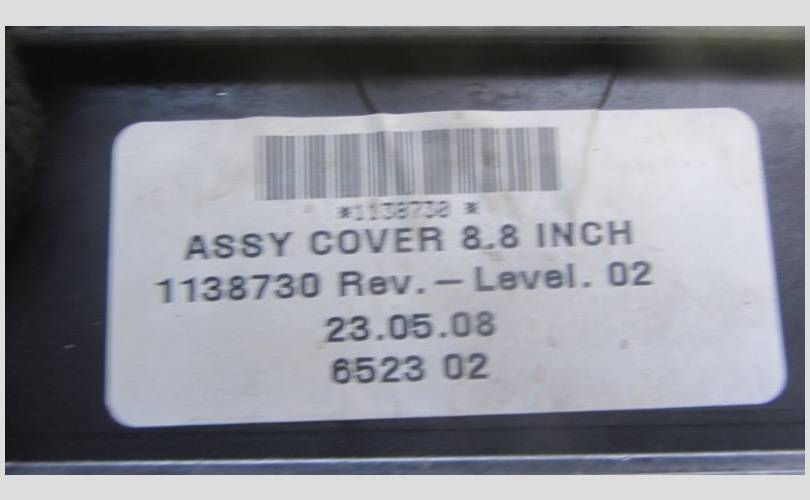 *1138730 *
ASSY COVER 8.8 INCH
1138730 Rev.-Level. 02
23.05.08
6523 02